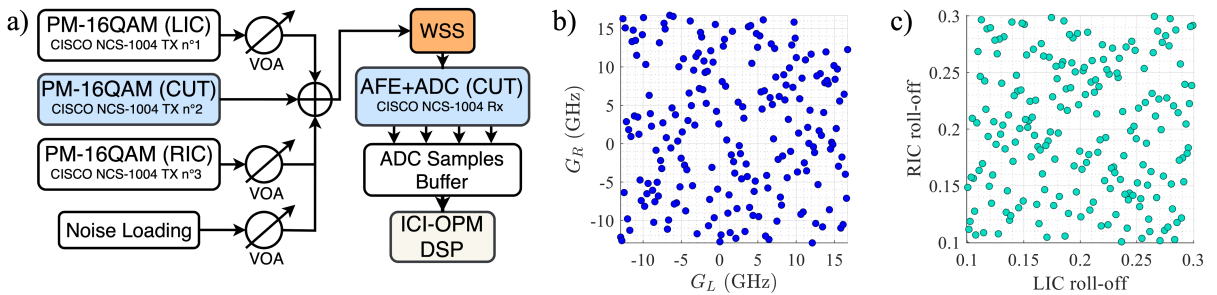 a)
PM-16QAM (LIC)
CISCO NCS-1004 TX n°1
VOA
PM-16QAM (CUT)
CISCO NCS-1004 TX n°2
PM-16QAM (RIC)
CISCO NCS-1004 TX n°3
VOA
Noise Loading
VOA
WSS
AFE+ADC (CUT)
CISCO NCS-1004 Rx
ADC Samples
Buffer
ICI-OPM
DSP
b)
15
10
5
0
-5
-10
G_R (GHz)
-10 -5 0 5 10 15
G_L (GHz)
c)
0.3
0.25
0.2
0.15
0.1
RIC roll-off
0.1 0.15 0.2 0.25 0.3
LIC roll-off